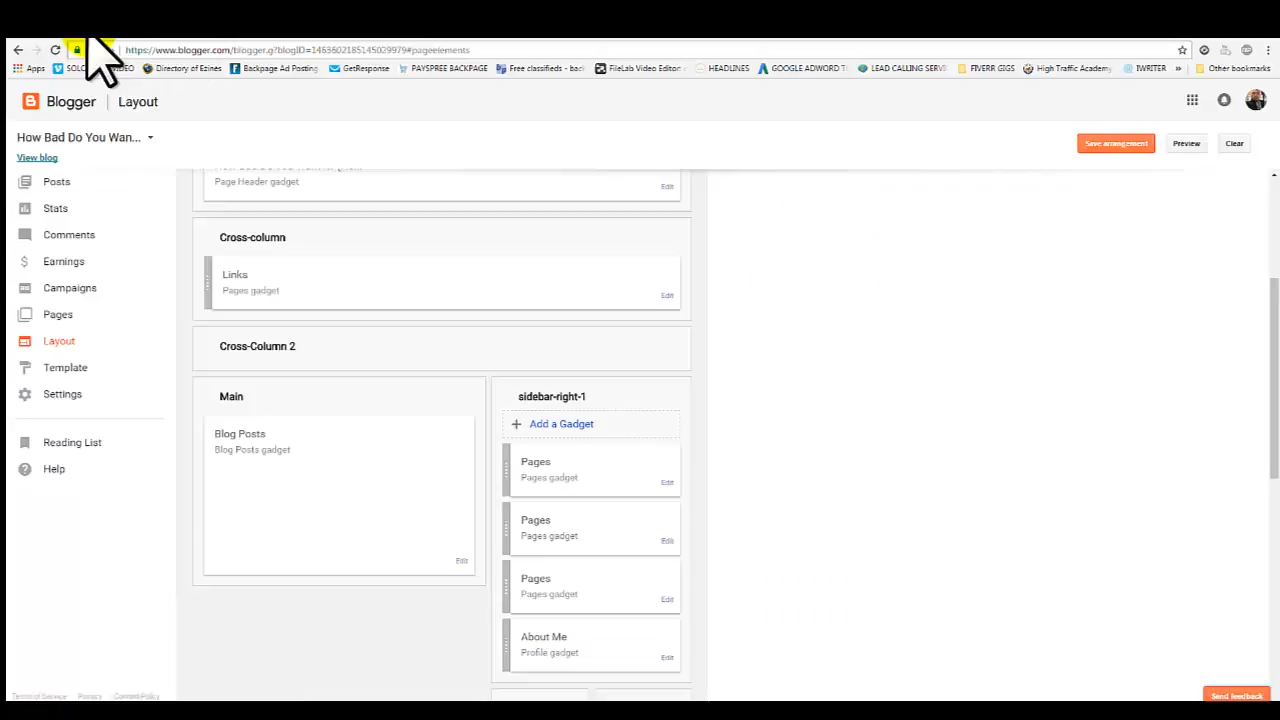 https://www.blogger.com/blogger.g?blogID=1463602185145029979#pageelements
Apps
Directory of Ezines
Backpage Ad Posting
GetResponse
PAYSPREE BACKPAGE
Free classifieds - back
FileLab Video Editor
HEADLINES
GOOGLE ADWORD TO
LEAD CALLING SERVI
FIVERR GIGS
High Traffic Academy
IWRITER
»
Other bookmarks
Blogger
Layout
How Bad Do You Wan...
View blog
Save arrangement
Preview
Clear
Posts
Stats
Comments
Earnings
Campaigns
Pages
Layout
Template
Settings
Reading List
Help
Page Header gadget
Edit
Cross-column
Links
Pages gadget
Edit
Cross-Column 2
Main
Blog Posts
Blog Posts gadget
Edit
sidebar-right-1
+ Add a Gadget
Pages
Pages gadget
Edit
Pages
Pages gadget
Edit
Pages
Pages gadget
Edit
About Me
Profile gadget
Edit
Terms of Service
Privacy
Content Policy
Send feedback